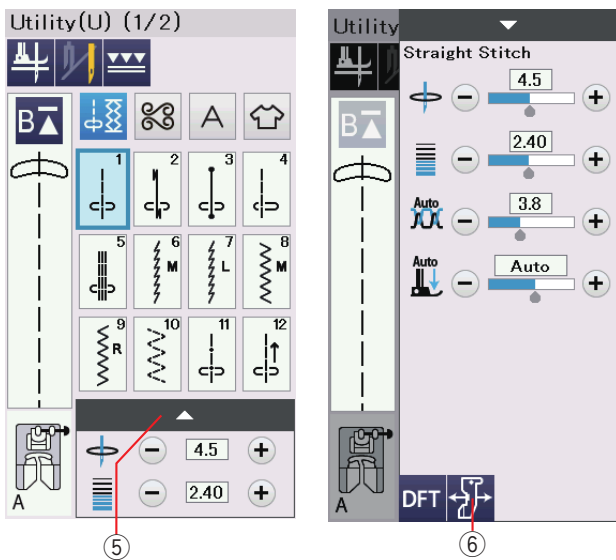 Utility(U) (1/2)
B
A
1 2 3 4
5 6 M 7 L 8 M
9 R 10 11 12
4.5
2.40
A
⑤
Utility
Straight Stitch
B
4.5
2.40
Auto
3.8
Auto
Auto
A
DFT
⑥